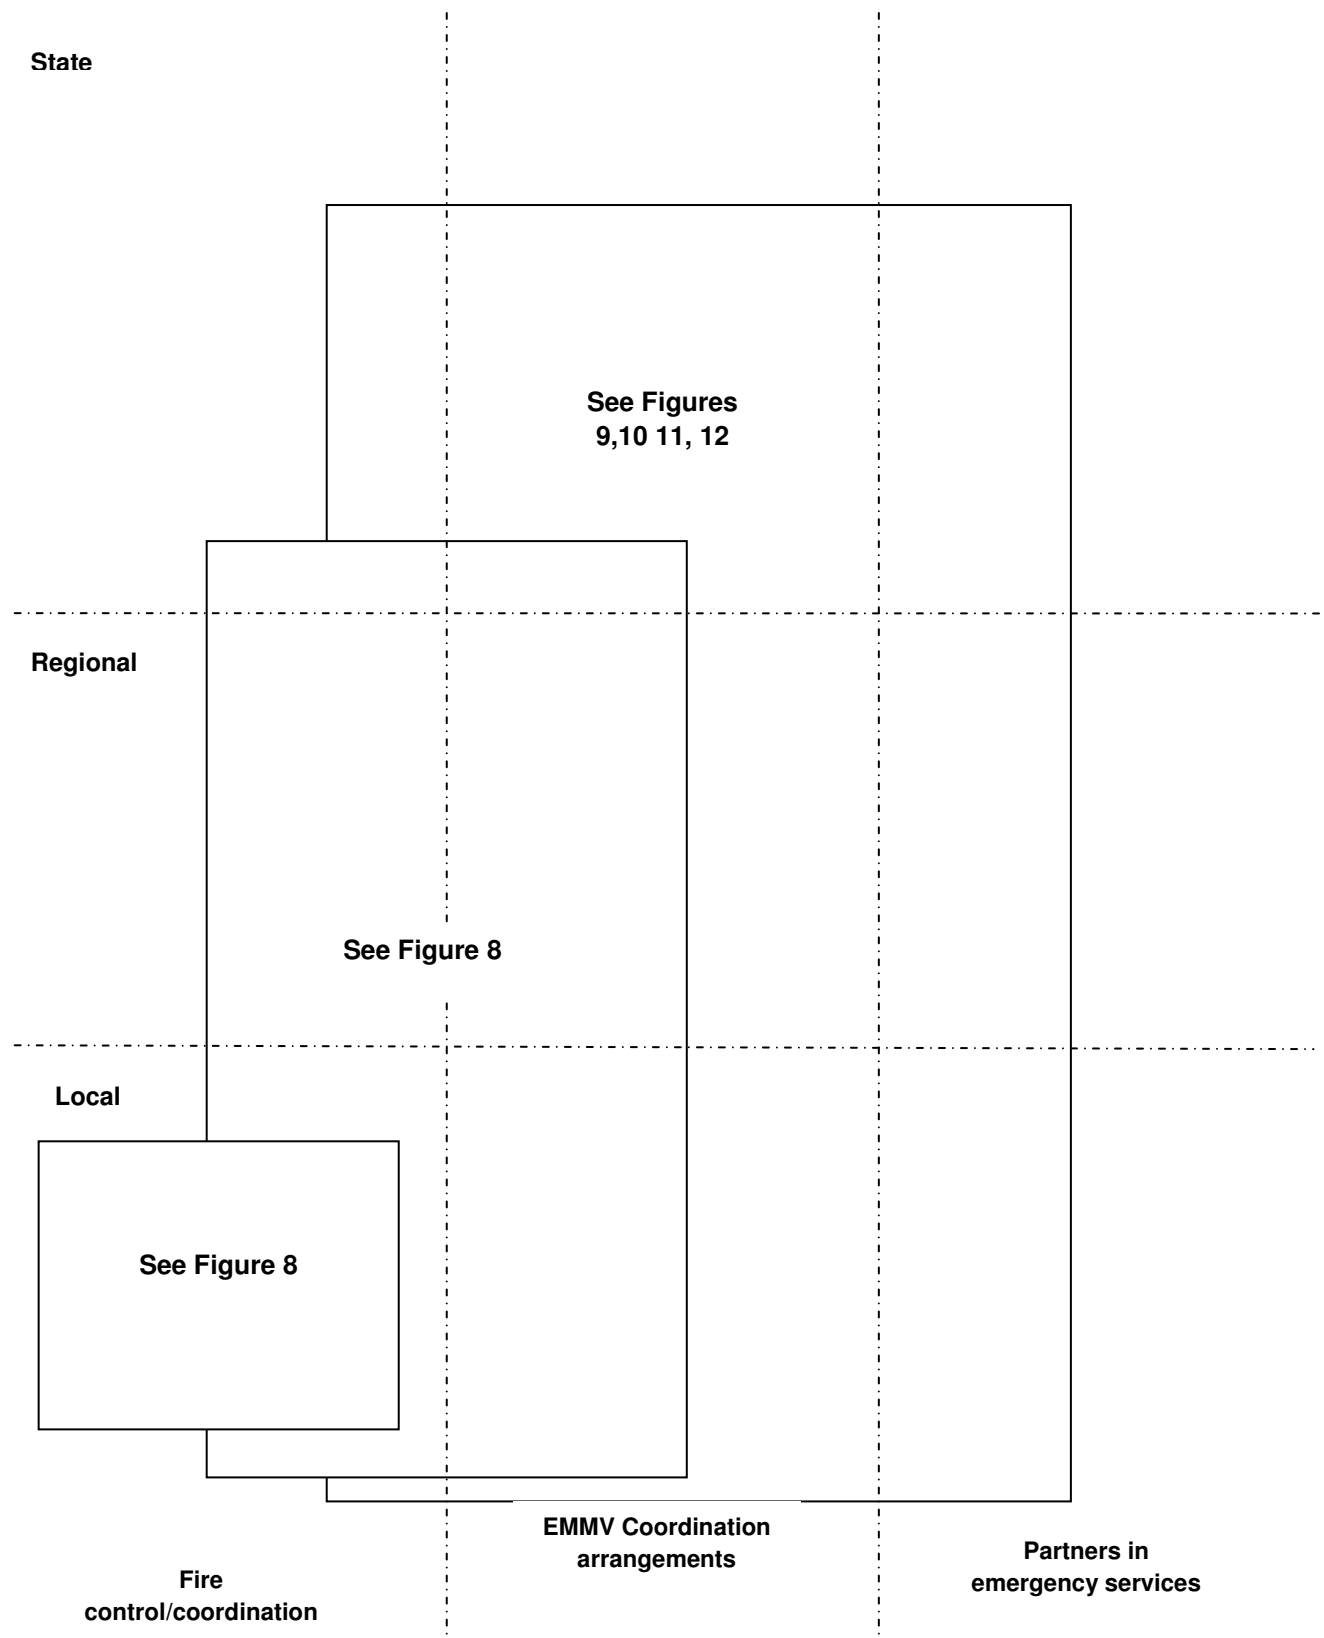 State
See Figures
9,10 11, 12
Regional
See Figure 8
Local
See Figure 8
EMMV Coordination
arrangements
Partners in
emergency services
Fire
control/coordination